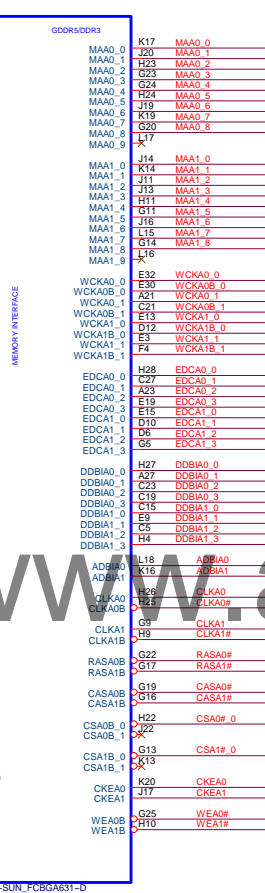 GDDR5/DDR3
MEMORY INTERFACE
MAA0_0 K17 MAA0_0
MAA0_1 J20 MAA0_1
MAA0_2 H23 MAA0_2
MAA0_3 G23 MAA0_3
MAA0_4 G24 MAA0_4
MAA0_5 H24 MAA0_5
MAA0_6 J19 MAA0_6
MAA0_7 K19 MAA0_7
MAA0_8 G20 MAA0_8
MAA0_9 L17
MAA1_0 J14 MAA1_0
MAA1_1 K14 MAA1_1
MAA1_2 J11 MAA1_2
MAA1_3 J13 MAA1_3
MAA1_4 H11 MAA1_4
MAA1_5 G11 MAA1_5
MAA1_6 J16 MAA1_6
MAA1_7 L15 MAA1_7
MAA1_8 G14 MAA1_8
MAA1_9 L16
WCKA0_0 E32 WCKA0_0
WCKA0B_0 E30 WCKA0B_0
WCKA0_1 A21 WCKA0_1
WCKA0B_1 C21 WCKA0B_1
WCKA1_0 E13 WCKA1_0
WCKA1B_0 D12 WCKA1B_0
WCKA1_1 E3 WCKA1_1
WCKA1B_1 F4 WCKA1B_1
EDCA0_0 H28 EDCA0_0
EDCA0_1 C27 EDCA0_1
EDCA0_2 A23 EDCA0_2
EDCA0_3 E19 EDCA0_3
EDCA1_0 E15 EDCA1_0
EDCA1_1 D10 EDCA1_1
EDCA1_2 D6 EDCA1_2
EDCA1_3 G5 EDCA1_3
DDBIA0_0 H27 DDBIA0_0
DDBIA0_1 A27 DDBIA0_1
DDBIA0_2 C23 DDBIA0_2
DDBIA0_3 C19 DDBIA0_3
DDBIA1_0 C15 DDBIA1_0
DDBIA1_1 E9 DDBIA1_1
DDBIA1_2 C5 DDBIA1_2
DDBIA1_3 H4 DDBIA1_3
ADBIA0 L18 ADBIA0
ADBIA1 K16 ADBIA1
CLKA0 H26 CLKA0
CLKA0B H25 CLKA0#
CLKA1 G9 CLKA1
CLKA1B H9 CLKA1#
RASA0B G22 RASA0#
RASA1B G17 RASA1#
CASA0B G19 CASA0#
CASA1B G16 CASA1#
CSA0B_0 H22 CSA0#_0
CSA0B_1 J22
CSA1B_0 G13 CSA1#_0
CSA1B_1 K13
CKEA0 K20 CKEA0
CKEA1 J17 CKEA1
WEA0B G25 WEA0#
WEA1B H10 WEA1#
-SUN_FCBGA631-D
www.a